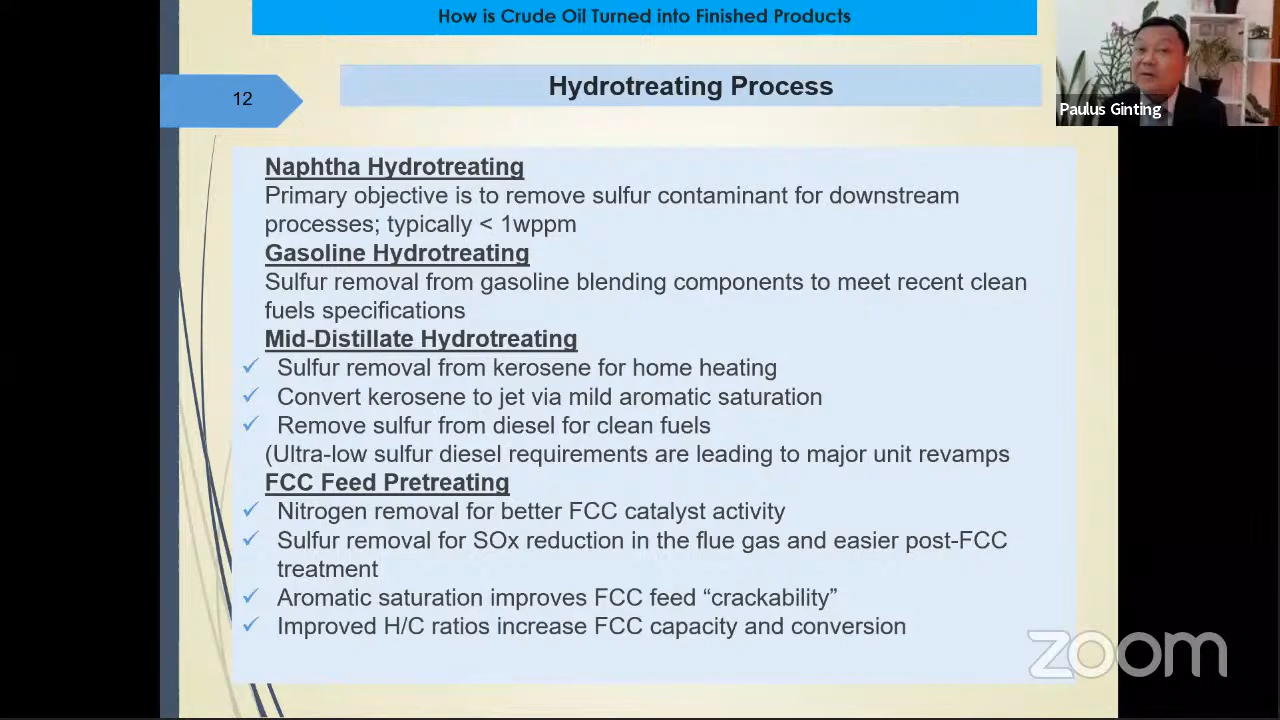 How is Crude Oil Turned into Finished Products
12
Hydrotreating Process
Paulus Ginting
Naphtha Hydrotreating
Primary objective is to remove sulfur contaminant for downstream
processes; typically < 1wppm
Gasoline Hydrotreating
Sulfur removal from gasoline blending components to meet recent clean
fuels specifications
Mid-Distillate Hydrotreating
✓ Sulfur removal from kerosene for home heating
✓ Convert kerosene to jet via mild aromatic saturation
✓ Remove sulfur from diesel for clean fuels
(Ultra-low sulfur diesel requirements are leading to major unit revamps
FCC Feed Pretreating
✓ Nitrogen removal for better FCC catalyst activity
✓ Sulfur removal for SOx reduction in the flue gas and easier post-FCC
treatment
✓ Aromatic saturation improves FCC feed “crackability”
✓ Improved H/C ratios increase FCC capacity and conversion
zoom